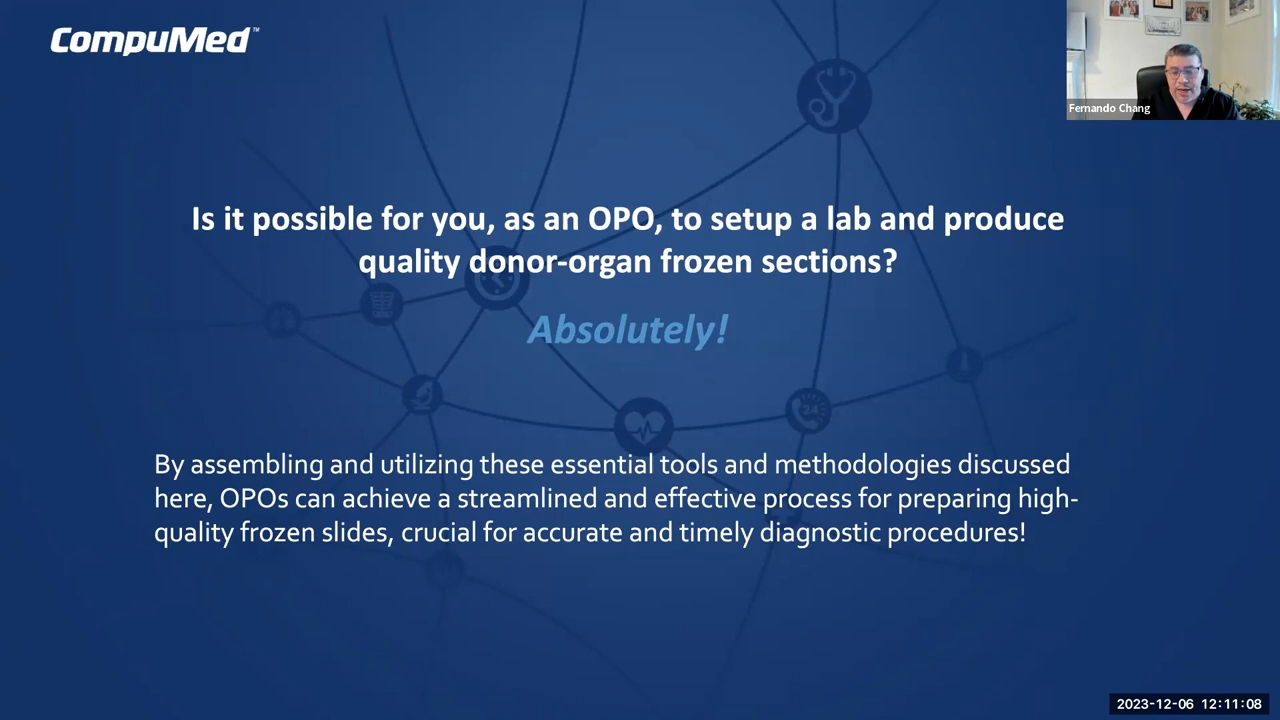 CompuMed™
Fernando Chang
Is it possible for you, as an OPO, to setup a lab and produce
quality donor-organ frozen sections?
Absolutely!
24
By assembling and utilizing these essential tools and methodologies discussed
here, OPOs can achieve a streamlined and effective process for preparing high-
quality frozen slides, crucial for accurate and timely diagnostic procedures!
2023-12-06 12:11:08